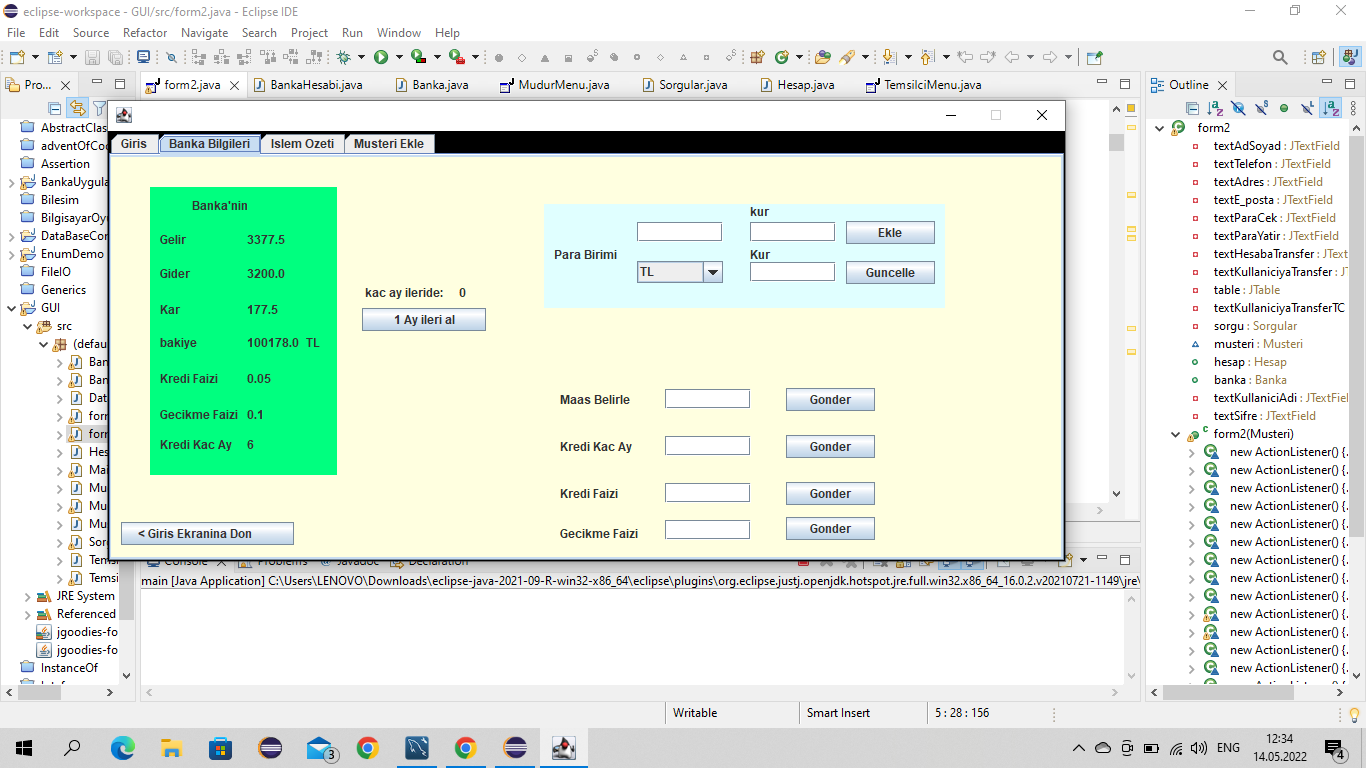 eclipse-workspace - GUI/src/form2.java - Eclipse IDE
File Edit Source Refactor Navigate Search Project Run Window Help
Pro...
form2.java BankaHesabi.java Banka.java MudurMenu.java Sorgular.java Hesap.java TemsilciMenu.java
Outline
AbstractClas
adventOfCo
Assertion
BankaUygula
Bilesim
BilgisayarOy
DataBaseCor
EnumDemo
FileIO
Generics
GUI
src
(defau
Ban
Ban
Dat
forr
forr
Hes
Mai
Mu
Mu
Mu
Sor
Tems
Temsi
JRE System
Referenced
jgoodies-fo
jgoodies-fo
InstanceOf
Giris Banka Bilgileri Islem Ozeti Musteri Ekle
Banka'nin
Gelir 3377.5
Gider 3200.0
Kar 177.5
bakiye 100178.0 TL
Kredi Faizi 0.05
Gecikme Faizi 0.1
Kredi Kac Ay 6
kac ay ileride: 0
1 Ay ileri al
< Giris Ekranina Don
kur
Ekle
Para Birimi
Kur
TL
Guncelle
Maas Belirle Gonder
Kredi Kac Ay Gonder
Kredi Faizi Gonder
Gecikme Faizi Gonder
form2
textAdSoyad : JTextField
textTelefon : JTextField
textAdres : JTextField
textE_posta : JTextField
textParaCek : JTextField
textParaYatir : JTextField
textHesabaTransfer : JTextField
textKullaniciyaTransfer : JTextField
table : JTable
textKullaniciyaTransferTC
sorgu : Sorgular
musteri : Musteri
hesap : Hesap
banka : Banka
textKullaniciAdi : JTextField
textSifre : JTextField
form2(Musteri)
new ActionListener() {..
new ActionListener() {..
new ActionListener() {..
new ActionListener() {..
new ActionListener() {..
new ActionListener() {..
new ActionListener() {..
new ActionListener() {..
new ActionListener() {..
new ActionListener() {..
new ActionListener() {..
new ActionListener() {..
new ActionListener() {..
Console Problems Javadoc Declaration
main [Java Application] C:\Users\LENOVO\Downloads\eclipse-java-2021-09-R-win32-x86_64\eclipse\plugins\org.eclipse.justj.openjdk.hotspot.jre.full.win32.x86_64_16.0.2.v20210721-1149\jre\
Writable Smart Insert 5 : 28 : 156
3
ENG
12:34
14.05.2022
4